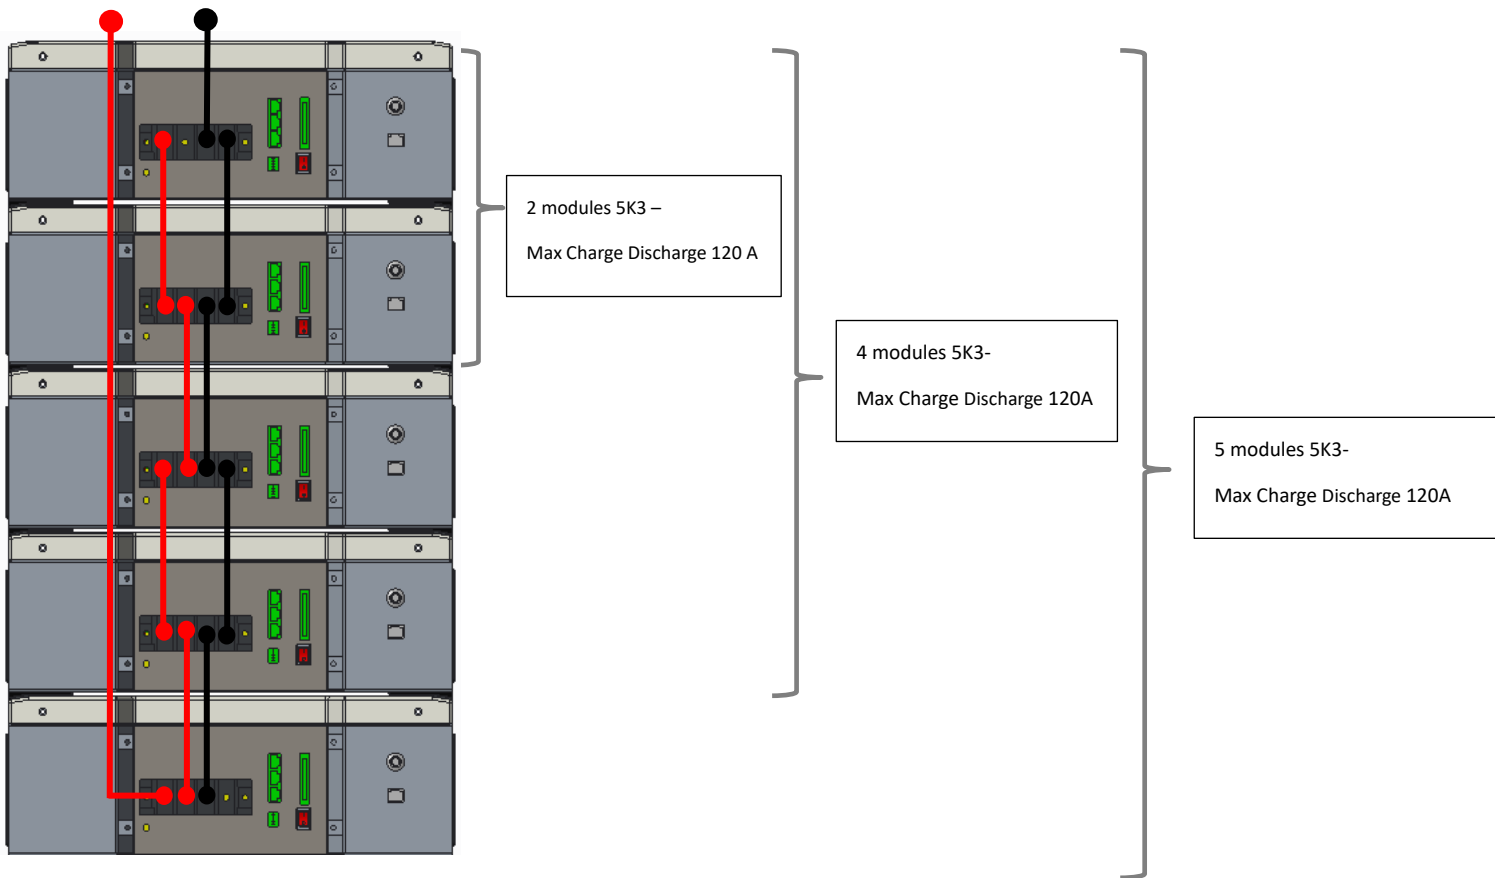 2 modules 5K3 –
Max Charge Discharge 120 A
4 modules 5K3-
Max Charge Discharge 120A
5 modules 5K3-
Max Charge Discharge 120A